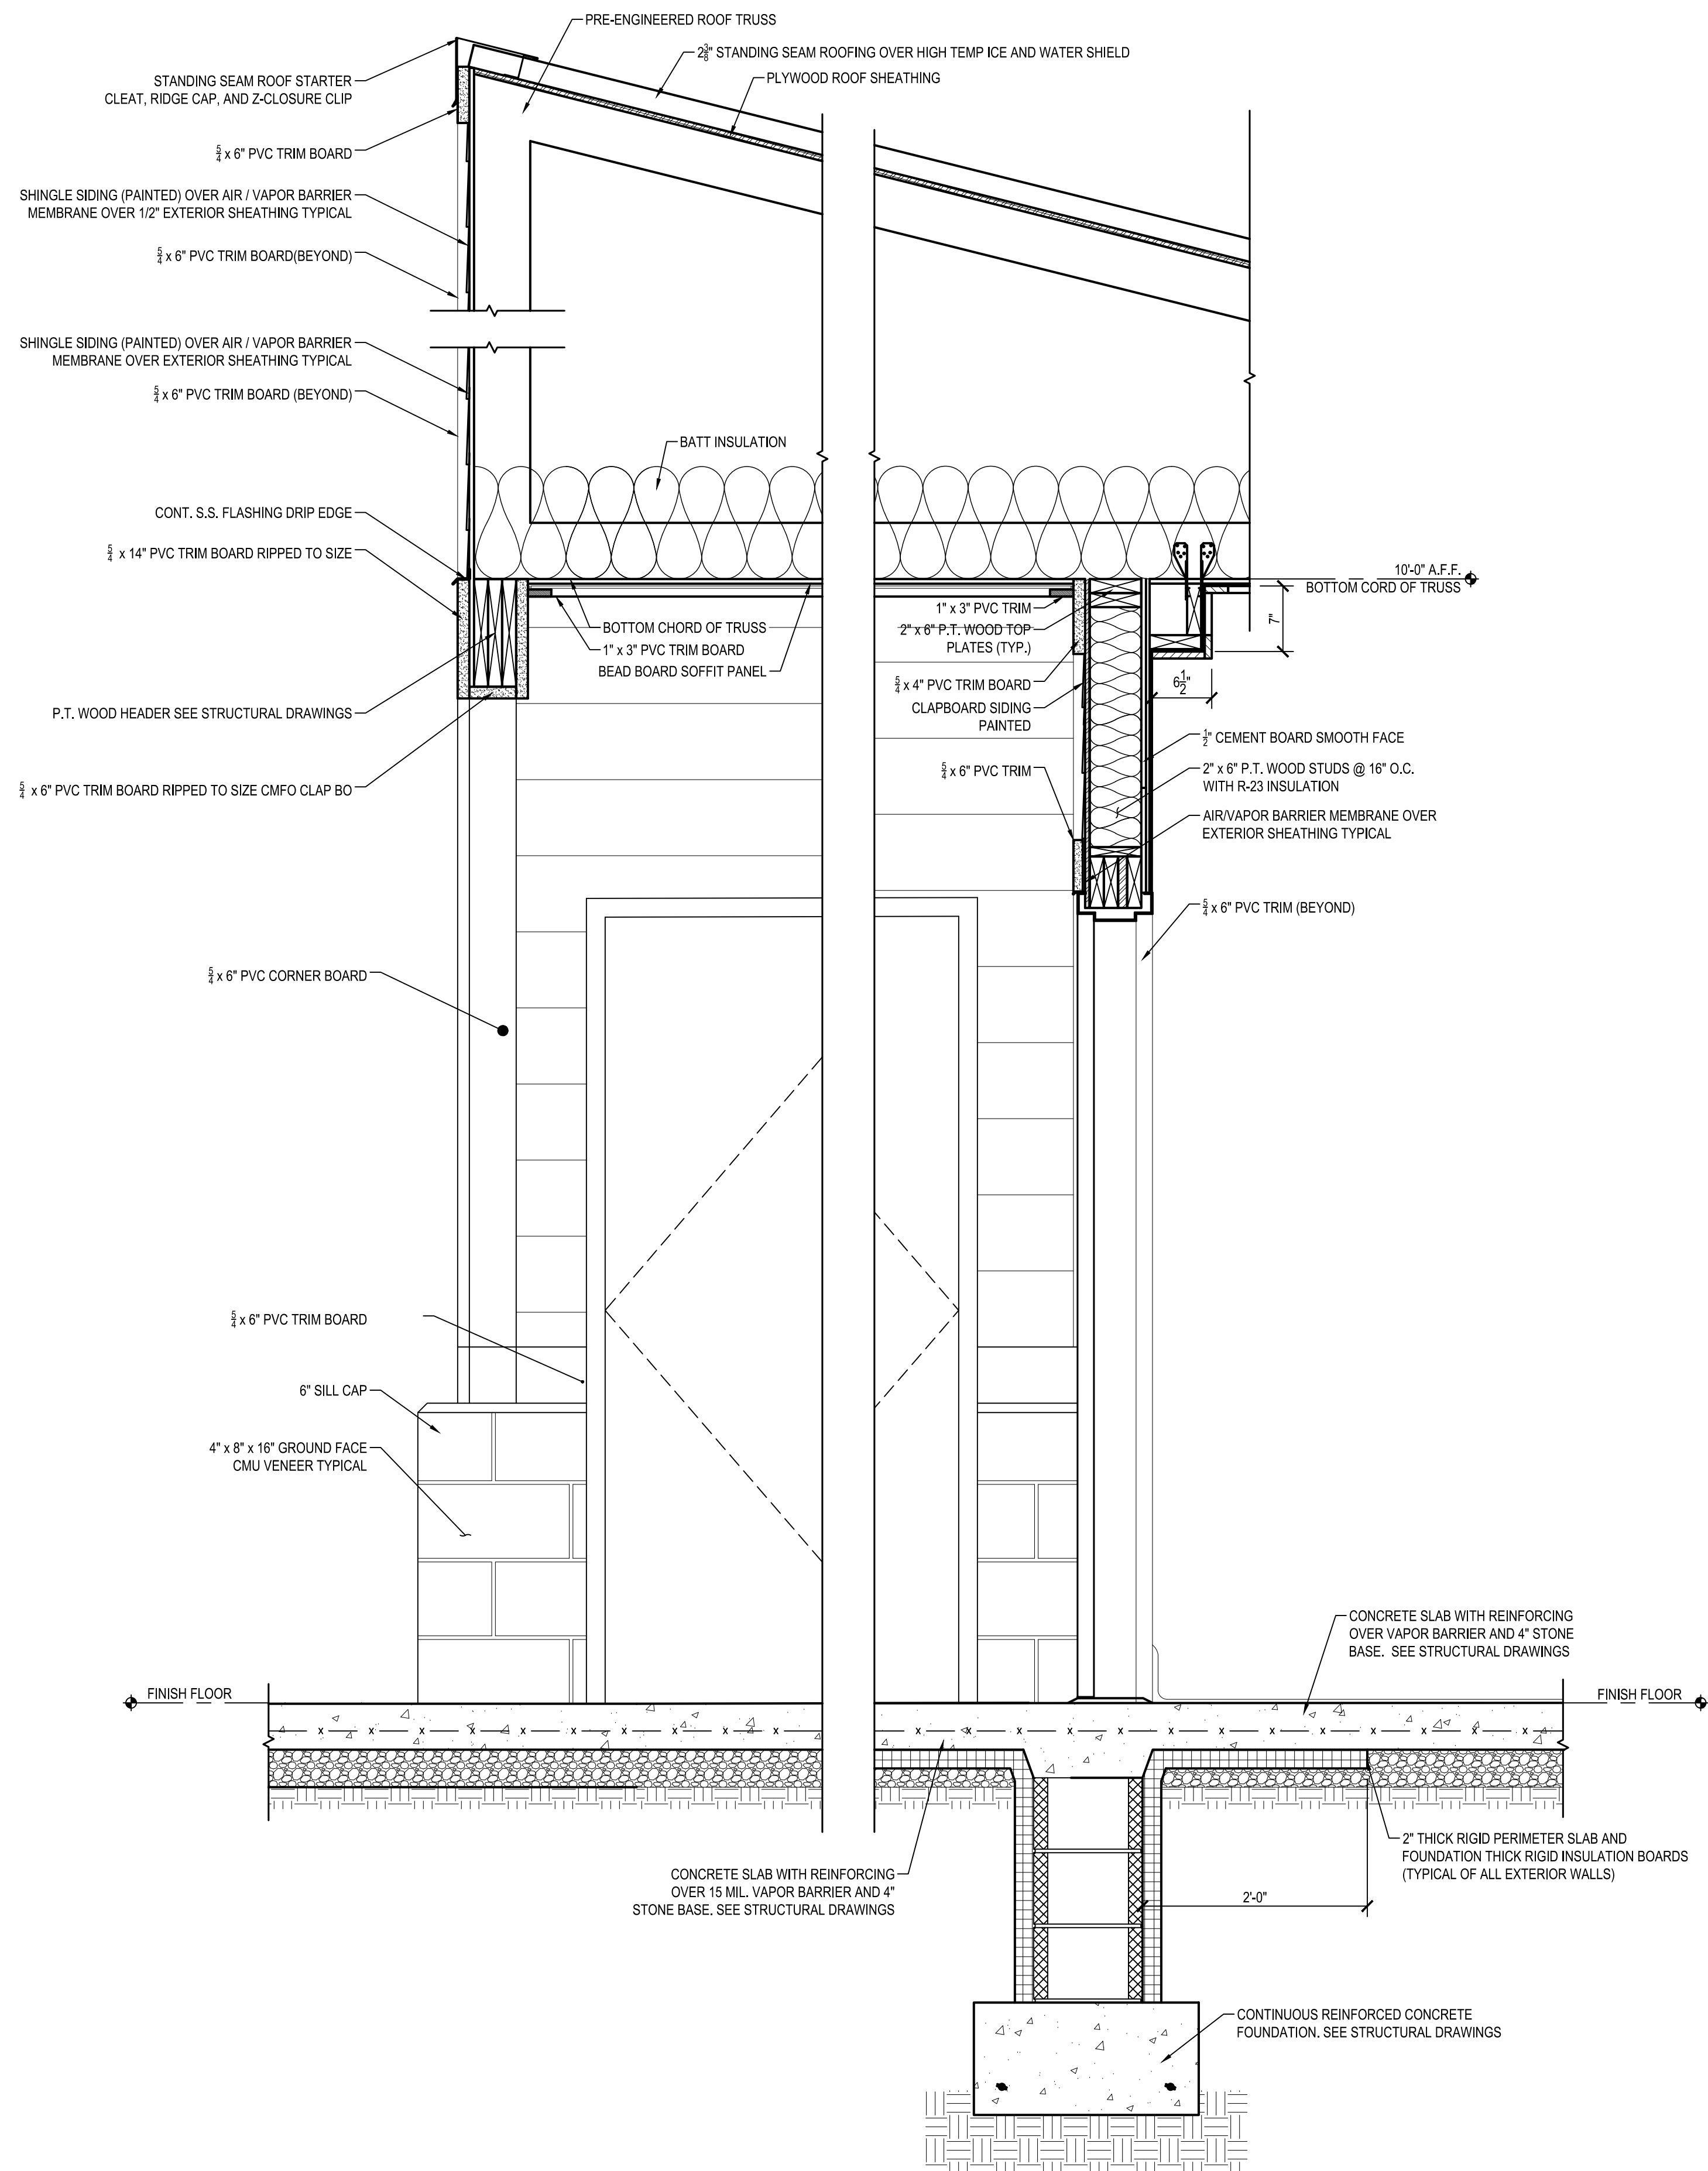 PRE-ENGINEERED ROOF TRUSS
2 3/8" STANDING SEAM ROOFING OVER HIGH TEMP ICE AND WATER SHIELD
PLYWOOD ROOF SHEATHING
STANDING SEAM ROOF STARTER
CLEAT, RIDGE CAP, AND Z-CLOSURE CLIP
5/4 x 6" PVC TRIM BOARD
SHINGLE SIDING (PAINTED) OVER AIR / VAPOR BARRIER
MEMBRANE OVER 1/2" EXTERIOR SHEATHING TYPICAL
5/4 x 6" PVC TRIM BOARD(BEYOND)
SHINGLE SIDING (PAINTED) OVER AIR / VAPOR BARRIER
MEMBRANE OVER EXTERIOR SHEATHING TYPICAL
5/4 x 6" PVC TRIM BOARD (BEYOND)
BATT INSULATION
CONT. S.S. FLASHING DRIP EDGE
5/4 x 14" PVC TRIM BOARD RIPPED TO SIZE
10'-0" A.F.F.
BOTTOM CORD OF TRUSS
7"
6 1/2"
BOTTOM CHORD OF TRUSS
1" x 3" PVC TRIM BOARD
BEAD BOARD SOFFIT PANEL
1" x 3" PVC TRIM
2" x 6" P.T. WOOD TOP
PLATES (TYP.)
5/4 x 4" PVC TRIM BOARD
CLAPBOARD SIDING
PAINTED
5/4 x 6" PVC TRIM
P.T. WOOD HEADER SEE STRUCTURAL DRAWINGS
5/4 x 6" PVC TRIM BOARD RIPPED TO SIZE CMFO CLAP BO
1/2" CEMENT BOARD SMOOTH FACE
2" x 6" P.T. WOOD STUDS @ 16" O.C.
WITH R-23 INSULATION
AIR/VAPOR BARRIER MEMBRANE OVER
EXTERIOR SHEATHING TYPICAL
5/4 x 6" PVC TRIM (BEYOND)
5/4 x 6" PVC CORNER BOARD
5/4 x 6" PVC TRIM BOARD
6" SILL CAP
4" x 8" x 16" GROUND FACE
CMU VENEER TYPICAL
CONCRETE SLAB WITH REINFORCING
OVER VAPOR BARRIER AND 4" STONE
BASE. SEE STRUCTURAL DRAWINGS
FINISH FLOOR
FINISH FLOOR
x x x x x x x x x x
x x x x x x x x x x x x x
2" THICK RIGID PERIMETER SLAB AND
FOUNDATION THICK RIGID INSULATION BOARDS
(TYPICAL OF ALL EXTERIOR WALLS)
CONCRETE SLAB WITH REINFORCING
OVER 15 MIL. VAPOR BARRIER AND 4"
STONE BASE. SEE STRUCTURAL DRAWINGS
2'-0"
CONTINUOUS REINFORCED CONCRETE
FOUNDATION. SEE STRUCTURAL DRAWINGS